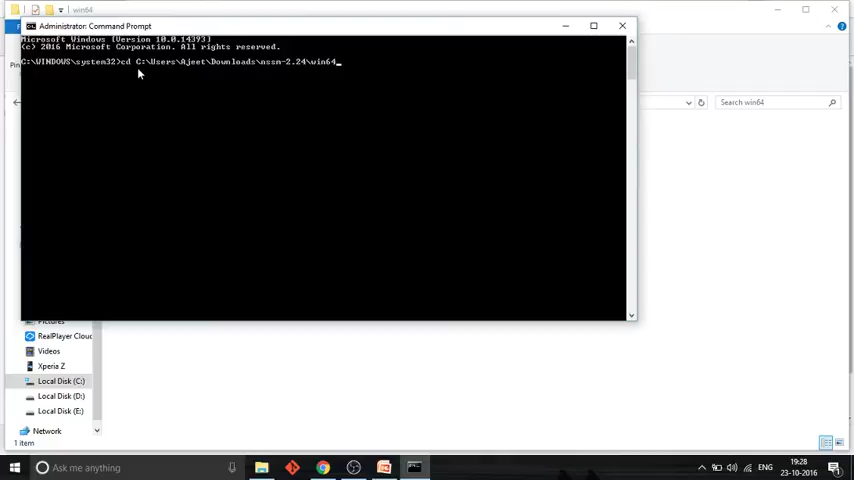 win64
Administrator: Command Prompt
Microsoft Windows [Version 10.0.14393]
(c) 2016 Microsoft Corporation. All rights reserved.
C:\WINDOWS\system32>cd C:\Users\Ajeet\Downloads\nssm-2.24\win64_
Search win64
Pictures
RealPlayer Cloud
Videos
Xperia Z
Local Disk (C:)
Local Disk (D:)
Local Disk (E:)
Network
1 item
Ask me anything
ENG
19:28
23-10-2016